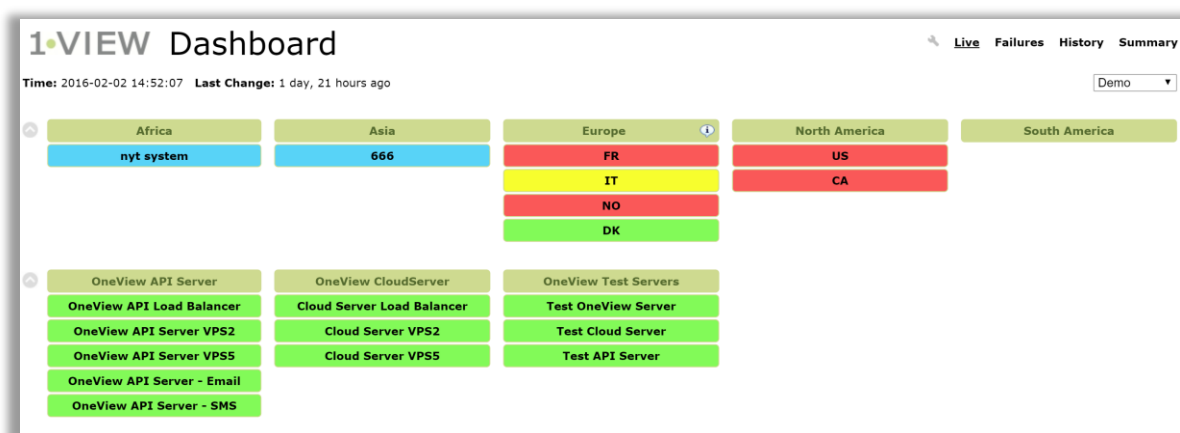 1•VIEW Dashboard
Live Failures History Summary
Time: 2016-02-02 14:52:07 Last Change: 1 day, 21 hours ago
Demo
Africa Asia Europe North America South America
nyt system 666 FR US
IT CA
NO
DK
OneView API Server OneView CloudServer OneView Test Servers
OneView API Load Balancer Cloud Server Load Balancer Test OneView Server
OneView API Server VPS2 Cloud Server VPS2 Test Cloud Server
OneView API Server VPS5 Cloud Server VPS5 Test API Server
OneView API Server - Email
OneView API Server - SMS